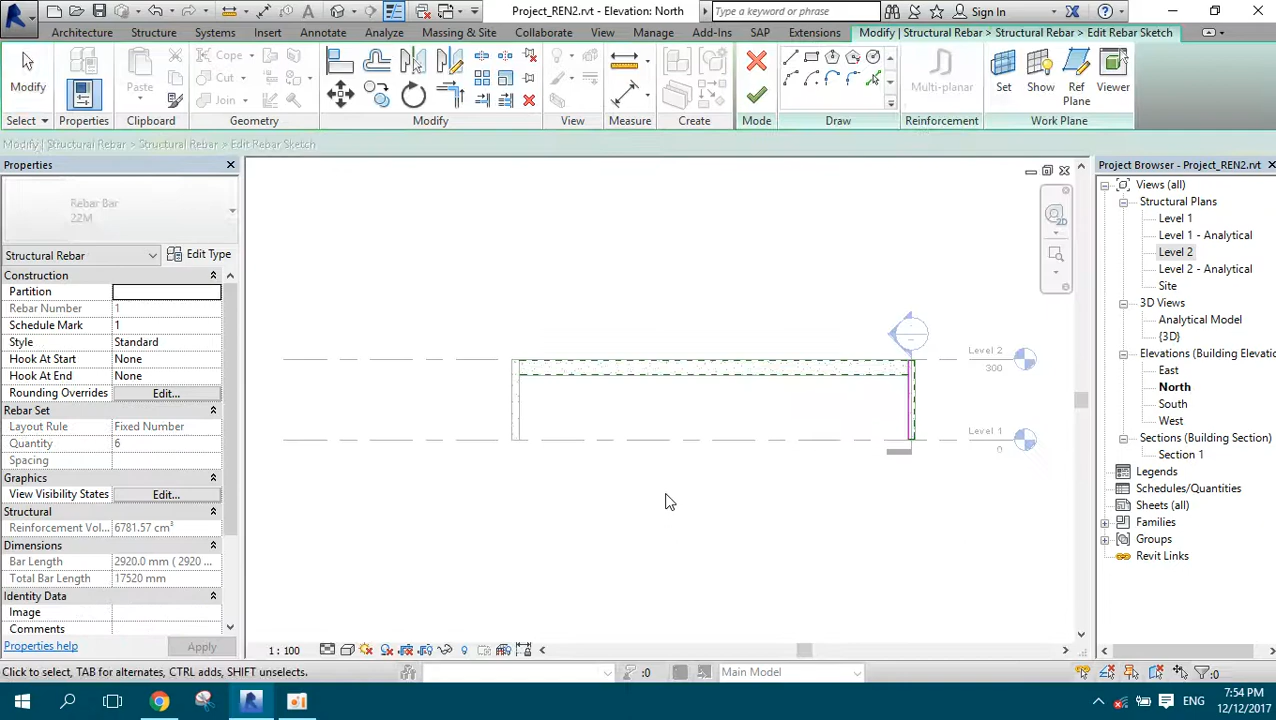 Project_REN2.rvt - Elevation: North
Type a keyword or phrase
Sign In
Architecture
Structure
Systems
Insert
Annotate
Analyze
Massing & Site
Collaborate
View
Manage
Add-Ins
SAP
Extensions
Modify | Structural Rebar > Structural Rebar > Edit Rebar Sketch
Modify
Paste
Cope
Cut
Join
Multi-planar
Set
Show
Ref Plane
Viewer
Select
Properties
Clipboard
Geometry
Modify
View
Measure
Create
Mode
Draw
Reinforcement
Work Plane
Modify | Structural Rebar > Structural Rebar > Edit Rebar Sketch
Properties
Rebar Bar
22M
Structural Rebar
Edit Type
Construction
Partition
Rebar Number 1
Schedule Mark 1
Style Standard
Hook At Start None
Hook At End None
Rounding Overrides Edit...
Rebar Set
Layout Rule Fixed Number
Quantity 6
Spacing
Graphics
View Visibility States Edit...
Structural
Reinforcement Vol... 6781.57 cm³
Dimensions
Bar Length 2920.0 mm ( 2920 ...
Total Bar Length 17520 mm
Identity Data
Image
Comments
Properties help
Apply
2D
Level 2
300
Level 1
0
Project Browser - Project_REN2.rvt
Views (all)
Structural Plans
Level 1
Level 1 - Analytical
Level 2
Level 2 - Analytical
Site
3D Views
Analytical Model
{3D}
Elevations (Building Elevatio
East
North
South
West
Sections (Building Section)
Section 1
Legends
Schedules/Quantities
Sheets (all)
Families
Groups
Revit Links
1 : 100
Click to select, TAB for alternates, CTRL adds, SHIFT unselects.
:0
Main Model
:0
ENG
7:54 PM
12/12/2017